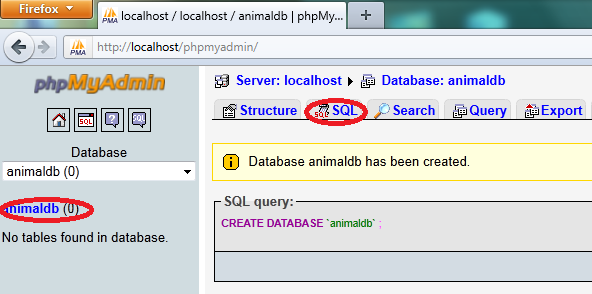 Firefox
PMA localhost / localhost / animaldb | phpMy...
PMA http://localhost/phpmyadmin/
phpMyAdmin
SQL
Database
animaldb (0)
animaldb (0)
No tables found in database.
Server: localhost Database: animaldb
Structure SQL Search Query Export
Database animaldb has been created.
SQL query:
CREATE DATABASE `animaldb` ;